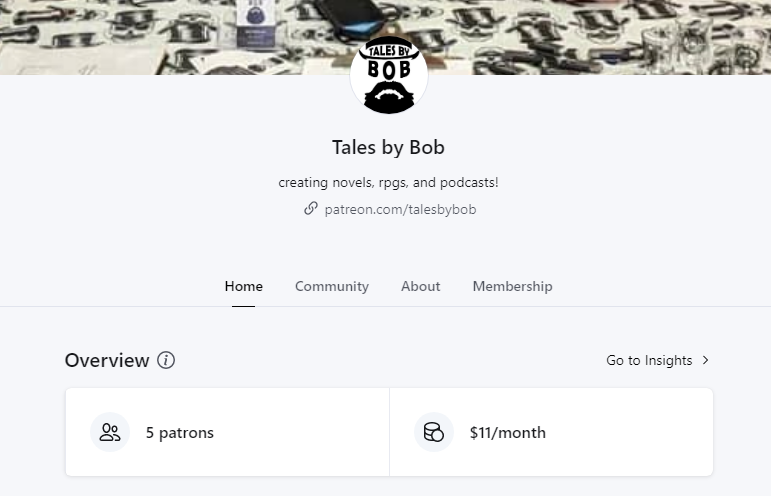 TALES BY
BOB
Tales by Bob
creating novels, rpgs, and podcasts!
patreon.com/talesbybob
Home Community About Membership
Overview Go to Insights
5 patrons $11/month